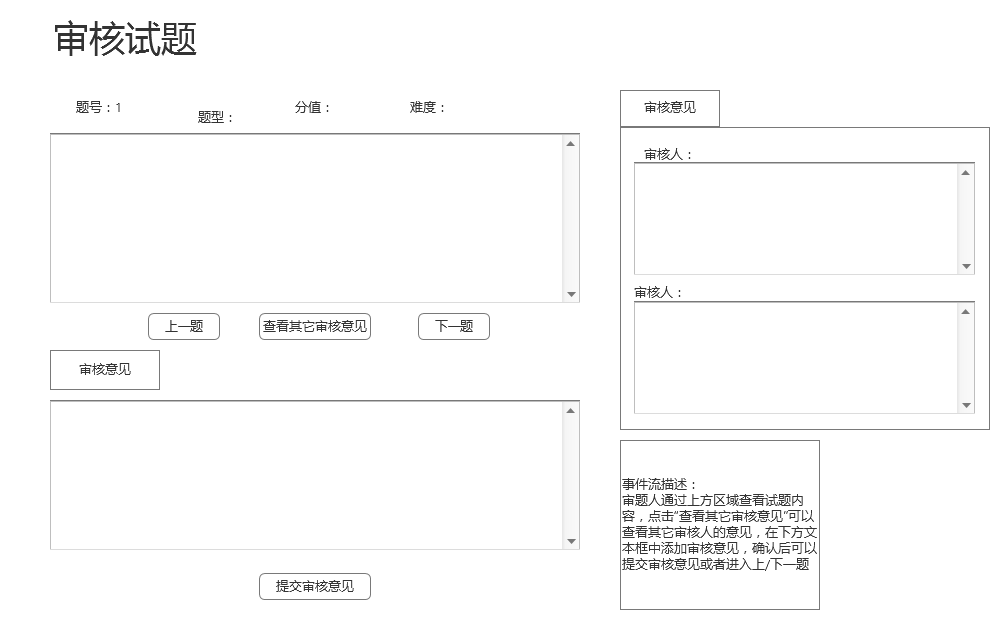 审核试题
题号：1
题型：
分值：
难度：
上一题
查看其它审核意见
下一题
审核意见
提交审核意见
审核意见
审核人：
审核人：
事件流描述：
审题人通过上方区域查看试题内
容，点击“查看其它审核意见”可以
查看其它审核人的意见，在下方文
本框中添加审核意见，确认后可以
提交审核意见或者进入上/下一题